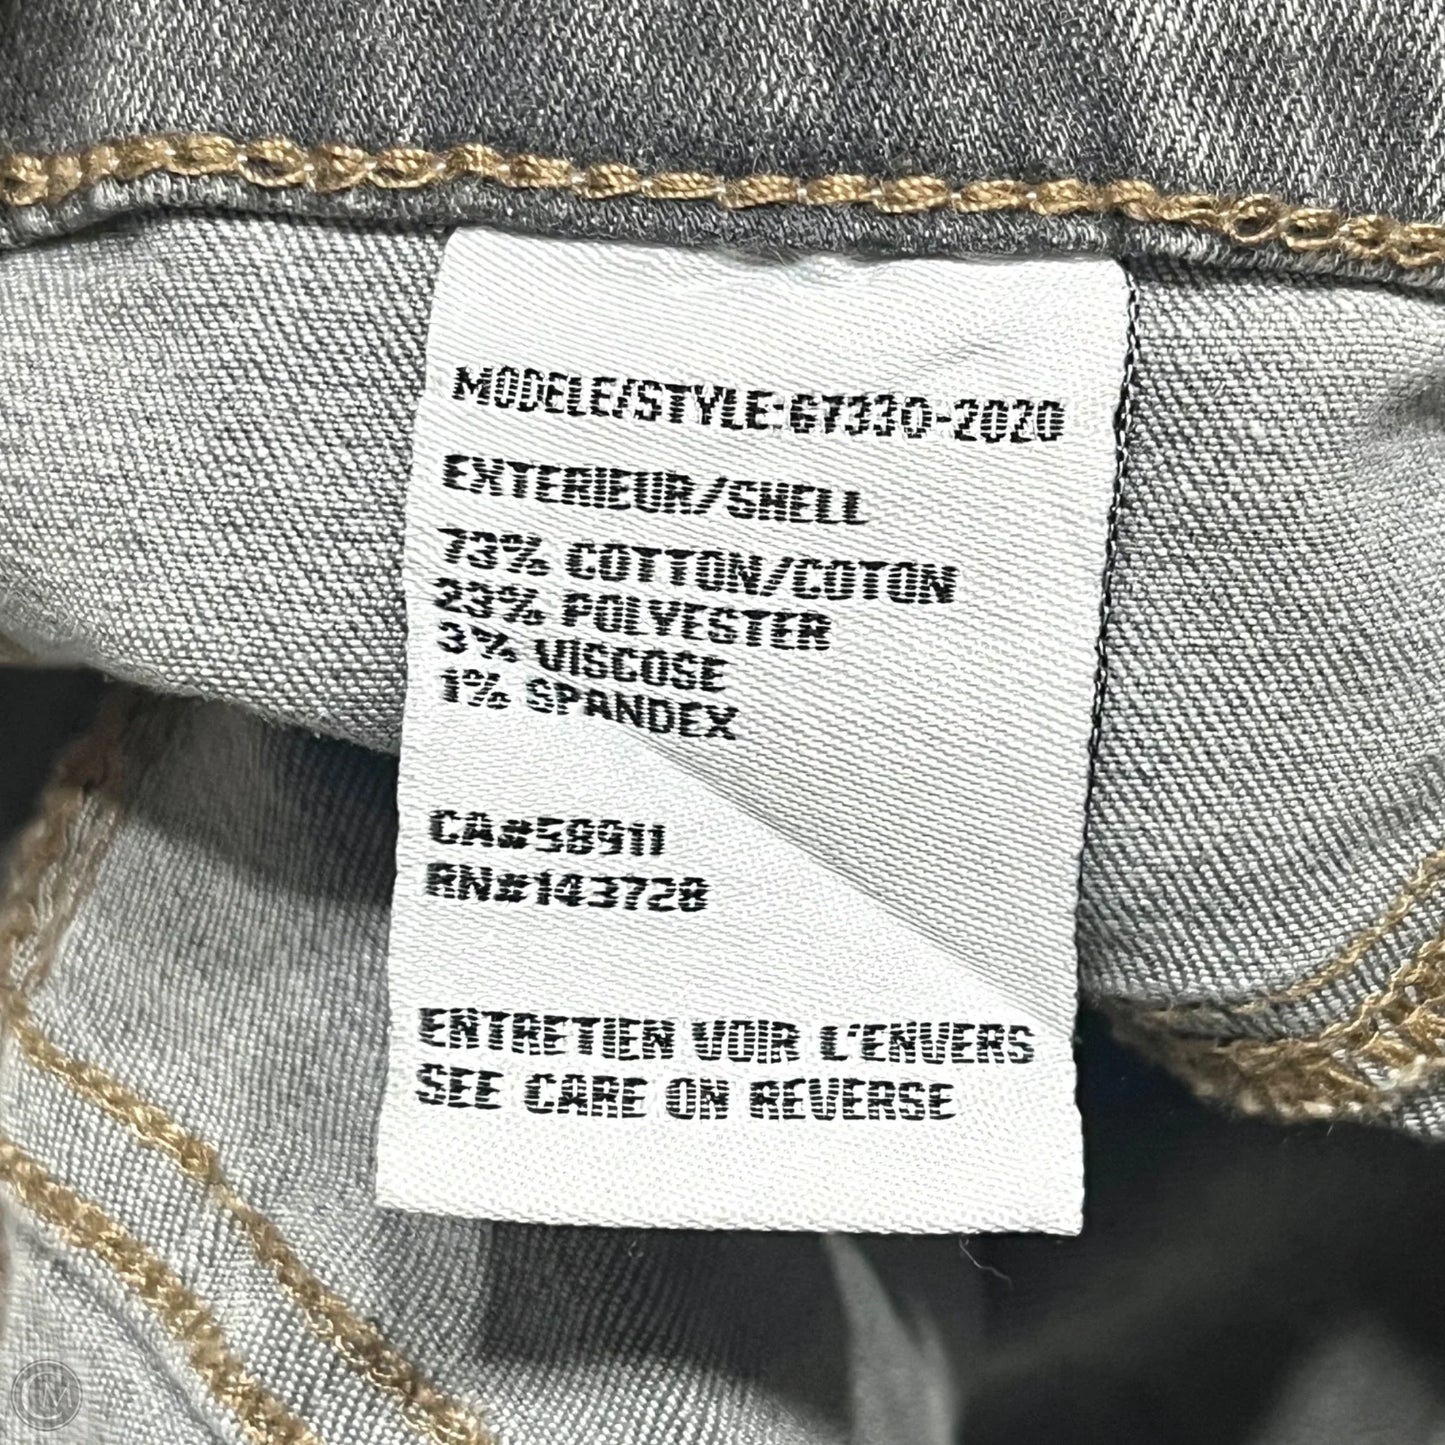 MODELE/STYLE:67330-2020
EXTERIEUR/SHELL
73% COTTON/COTON
23% POLYESTER
3% VISCOSE
1% SPANDEX
CA#58911
RN#143728
ENTRETIEN VOIR L'ENVERS
SEE CARE ON REVERSE